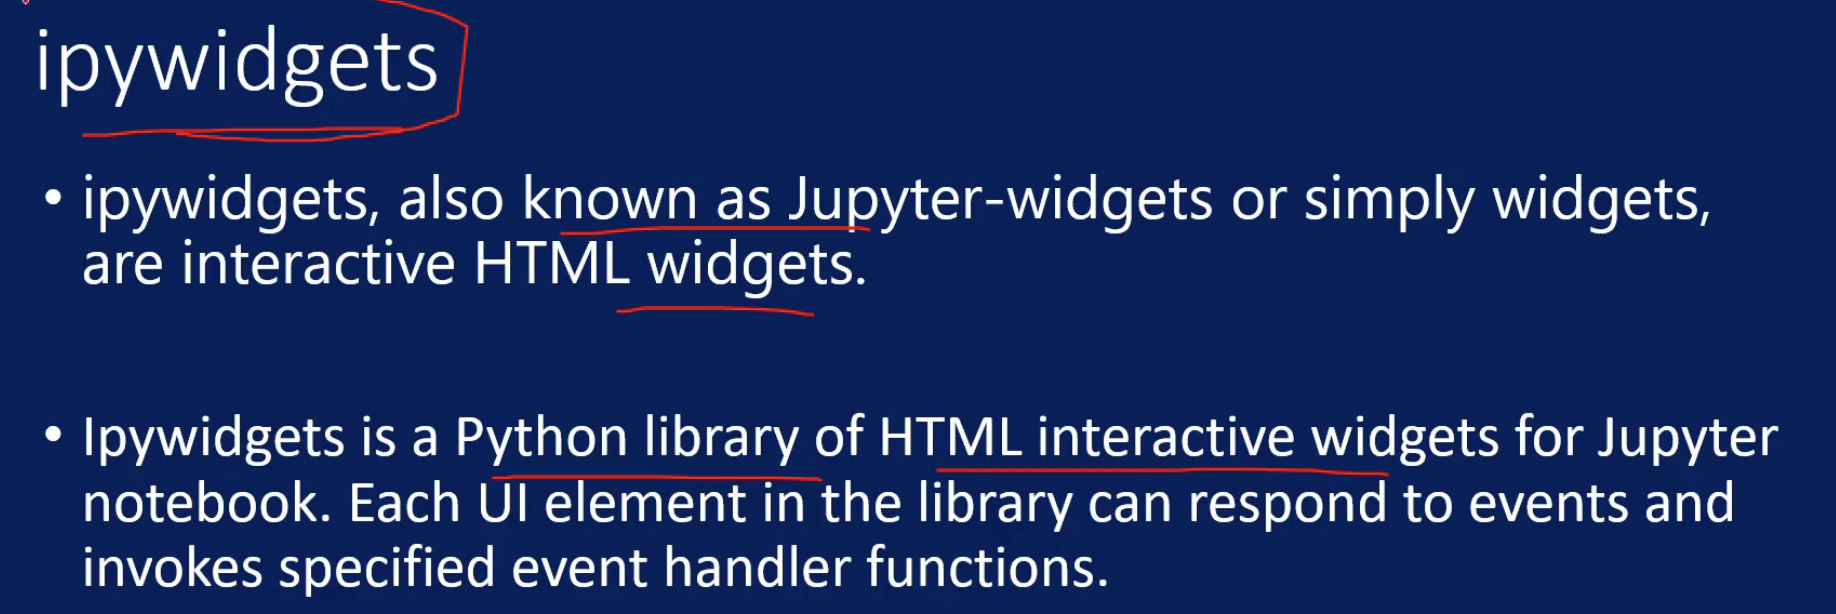 ipywidgets
• ipywidgets, also known as Jupyter-widgets or simply widgets,
are interactive HTML widgets.
• Ipywidgets is a Python library of HTML interactive widgets for Jupyter
notebook. Each UI element in the library can respond to events and
invokes specified event handler functions.